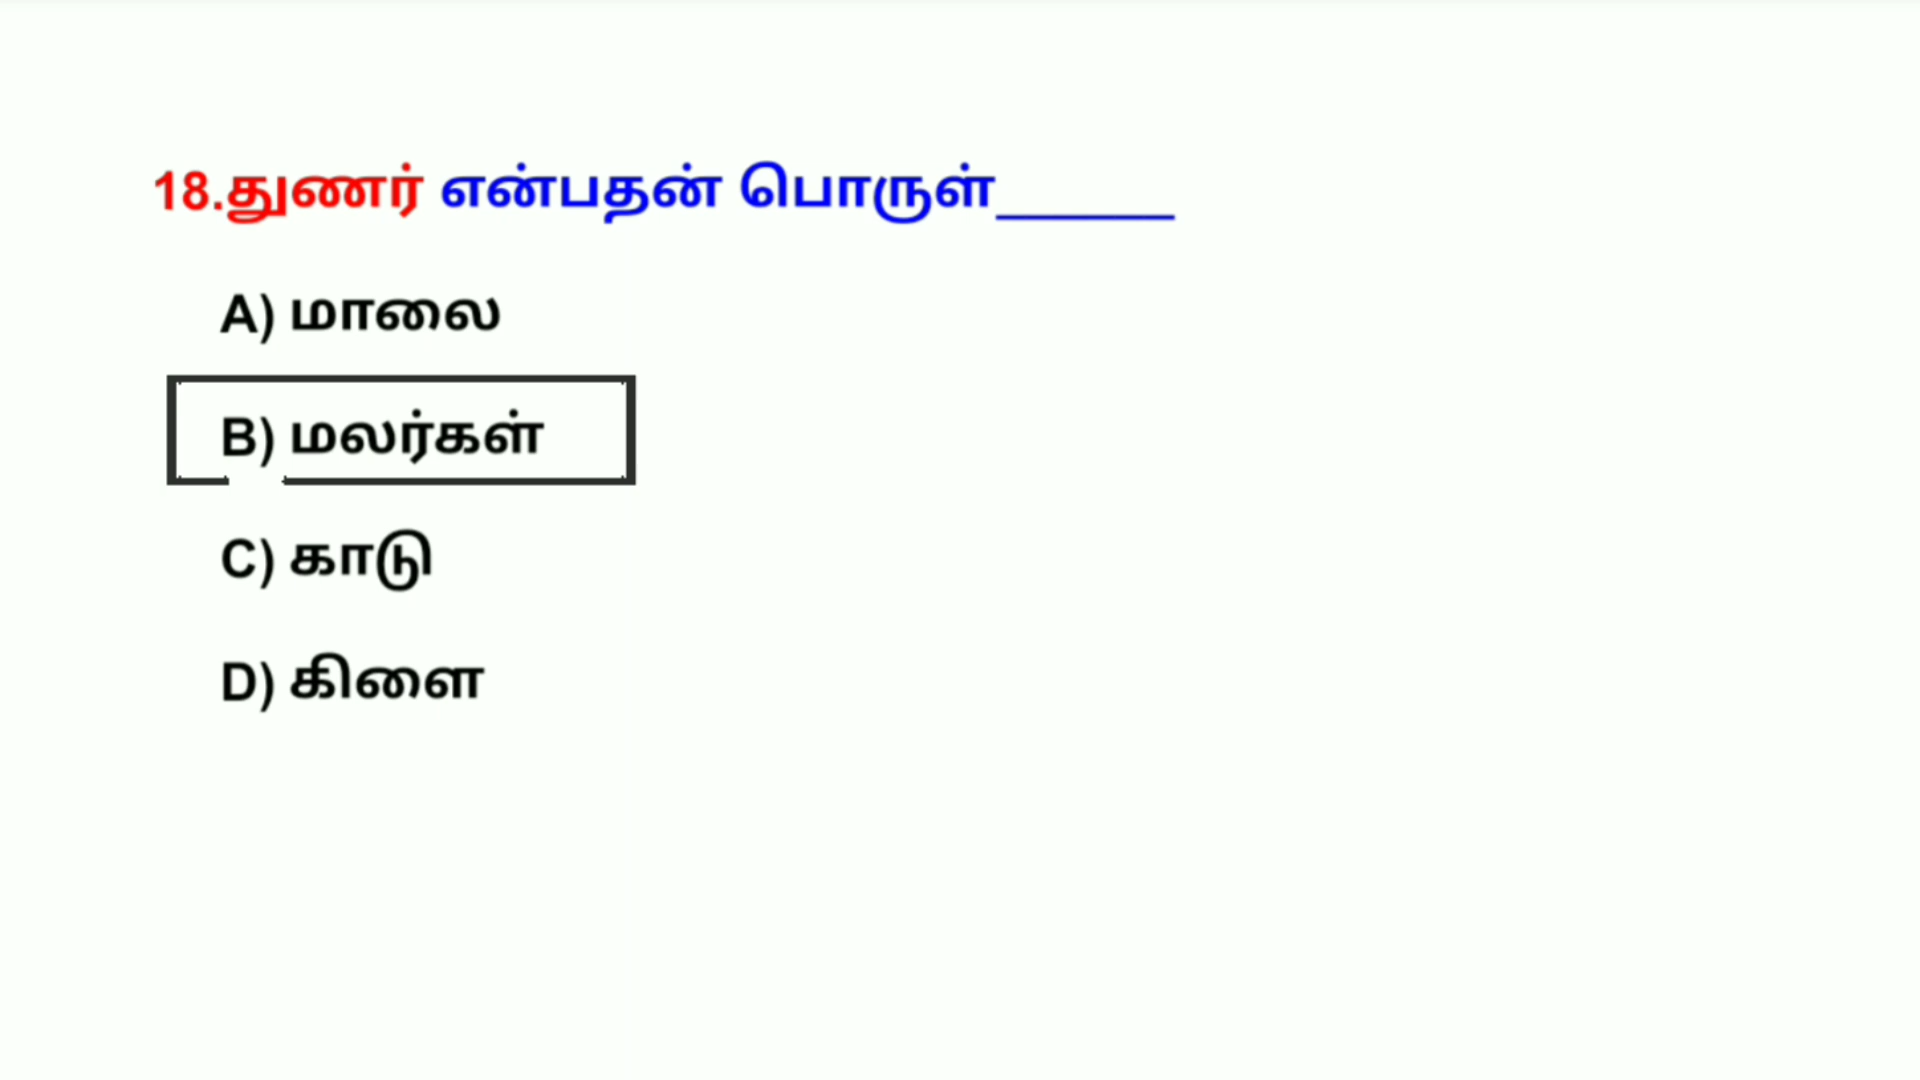 18.துணர் என்பதன் பொருள்______
A) மாலை
B) மலர்கள்
C) காடு
D) கிளை